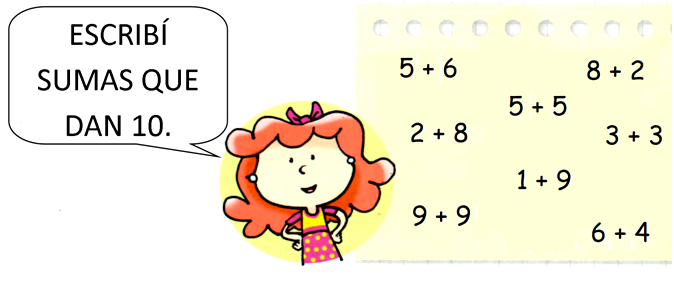 ESCRIBÍ
SUMAS QUE
DAN 10.
5 + 6
8 + 2
5 + 5
2 + 8
3 + 3
1 + 9
9 + 9
6 + 4